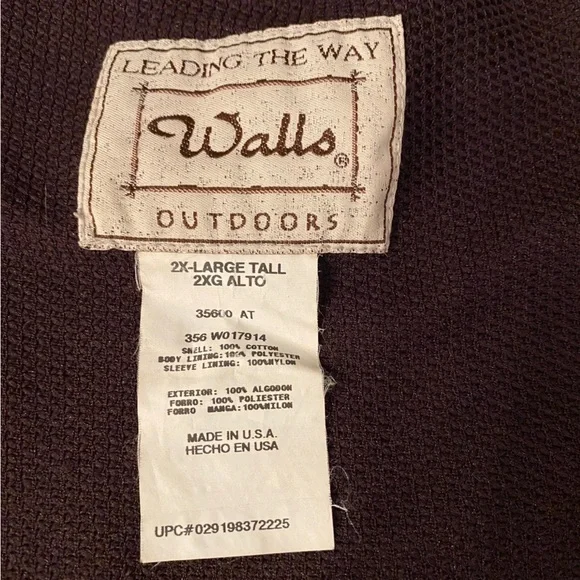 LEADING THE WAY
Walls®
OUTDOORS
2X-LARGE TALL
2XG ALTO
35600 AT
356 W017914
SHELL: 100% COTTON
BODY LINING:100% POLYESTER
SLEEVE LINING: 100%NYLON
EXTERIOR: 100% ALGODON
FORRO: 100% POLIESTER
FORRO MANGA:100%NILON
MADE IN U.S.A.
HECHO EN USA
UPC#029198372225